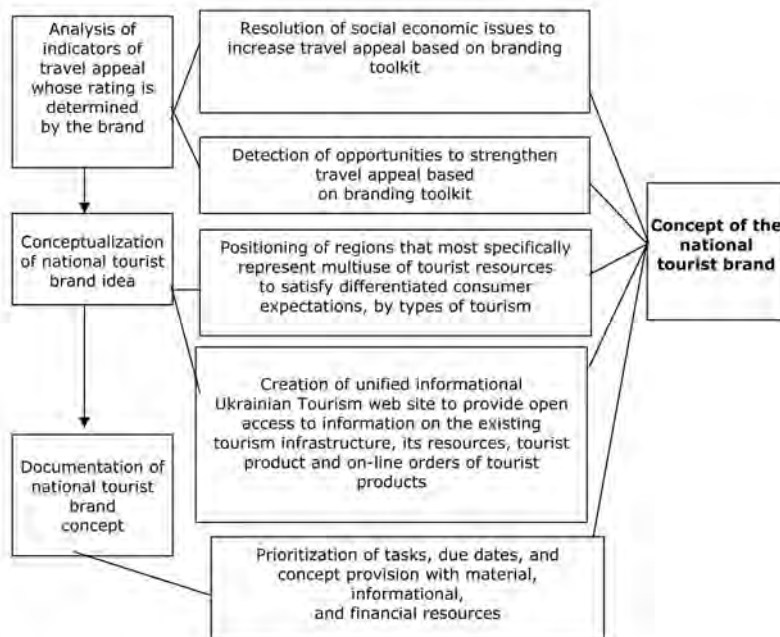 Analysis of
indicators of
travel appeal
whose rating is
determined
by the brand
Resolution of social economic issues to
increase travel appeal based on branding
toolkit
Detection of opportunities to strengthen
travel appeal based
on branding toolkit
Conceptualization
of national tourist
brand idea
Positioning of regions that most specifically
represent multiuse of tourist resources
to satisfy differentiated consumer
expectations, by types of tourism
Concept of the
national
tourist brand
Creation of unified informational
Ukrainian Tourism web site to provide open
access to information on the existing
tourism infrastructure, its resources, tourist
product and on-line orders of tourist
products
Documentation of
national tourist
brand
concept
Prioritization of tasks, due dates, and
concept provision with material,
informational,
and financial resources